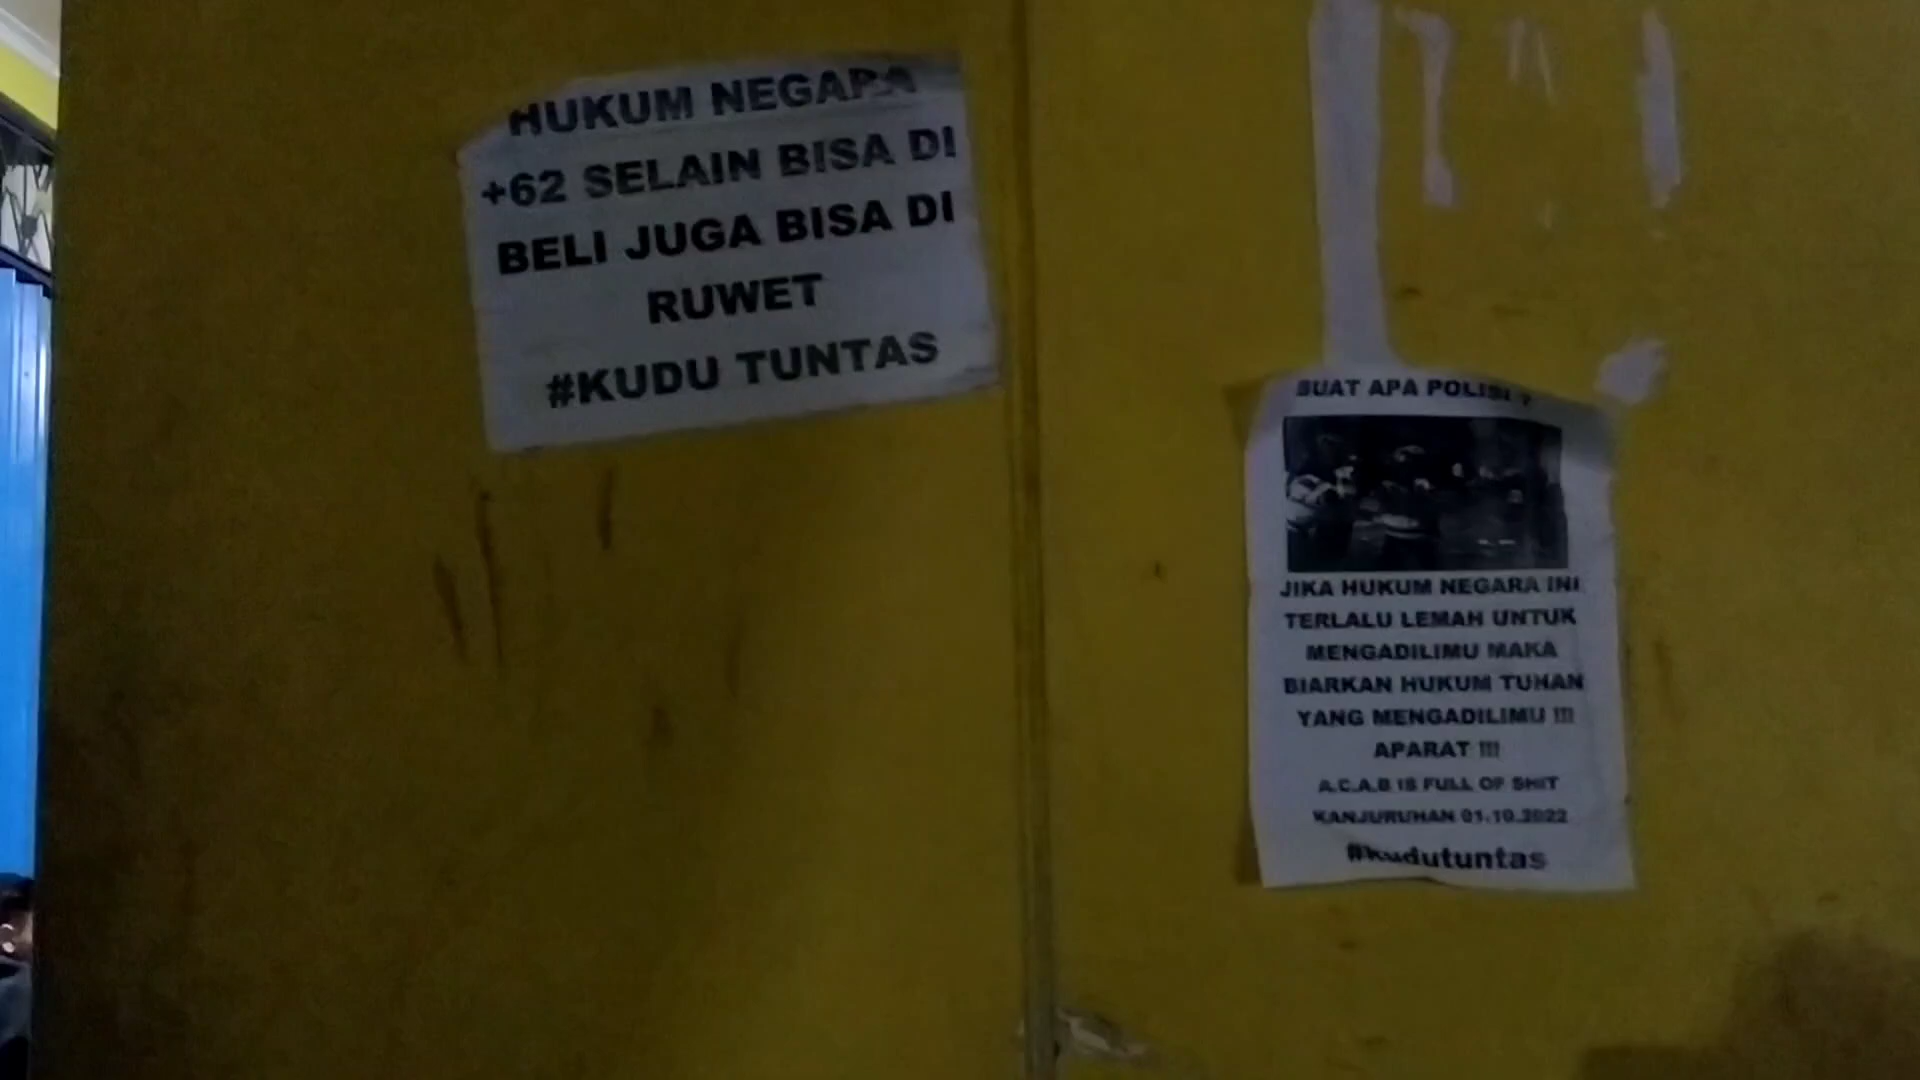 HUKUM NEGARA
+62 SELAIN BISA DI
BELI JUGA BISA DI
RUWET
#KUDU TUNTAS
BUAT APA POLISI ?
JIKA HUKUM NEGARA INI
TERLALU LEMAH UNTUK
MENGADILIMU MAKA
BIARKAN HUKUM TUHAN
YANG MENGADILIMU !!!
APARAT !!!
A.C.A.B IS FULL OF SHIT
KANJURUHAN 01.10.2022
#kudutuntas